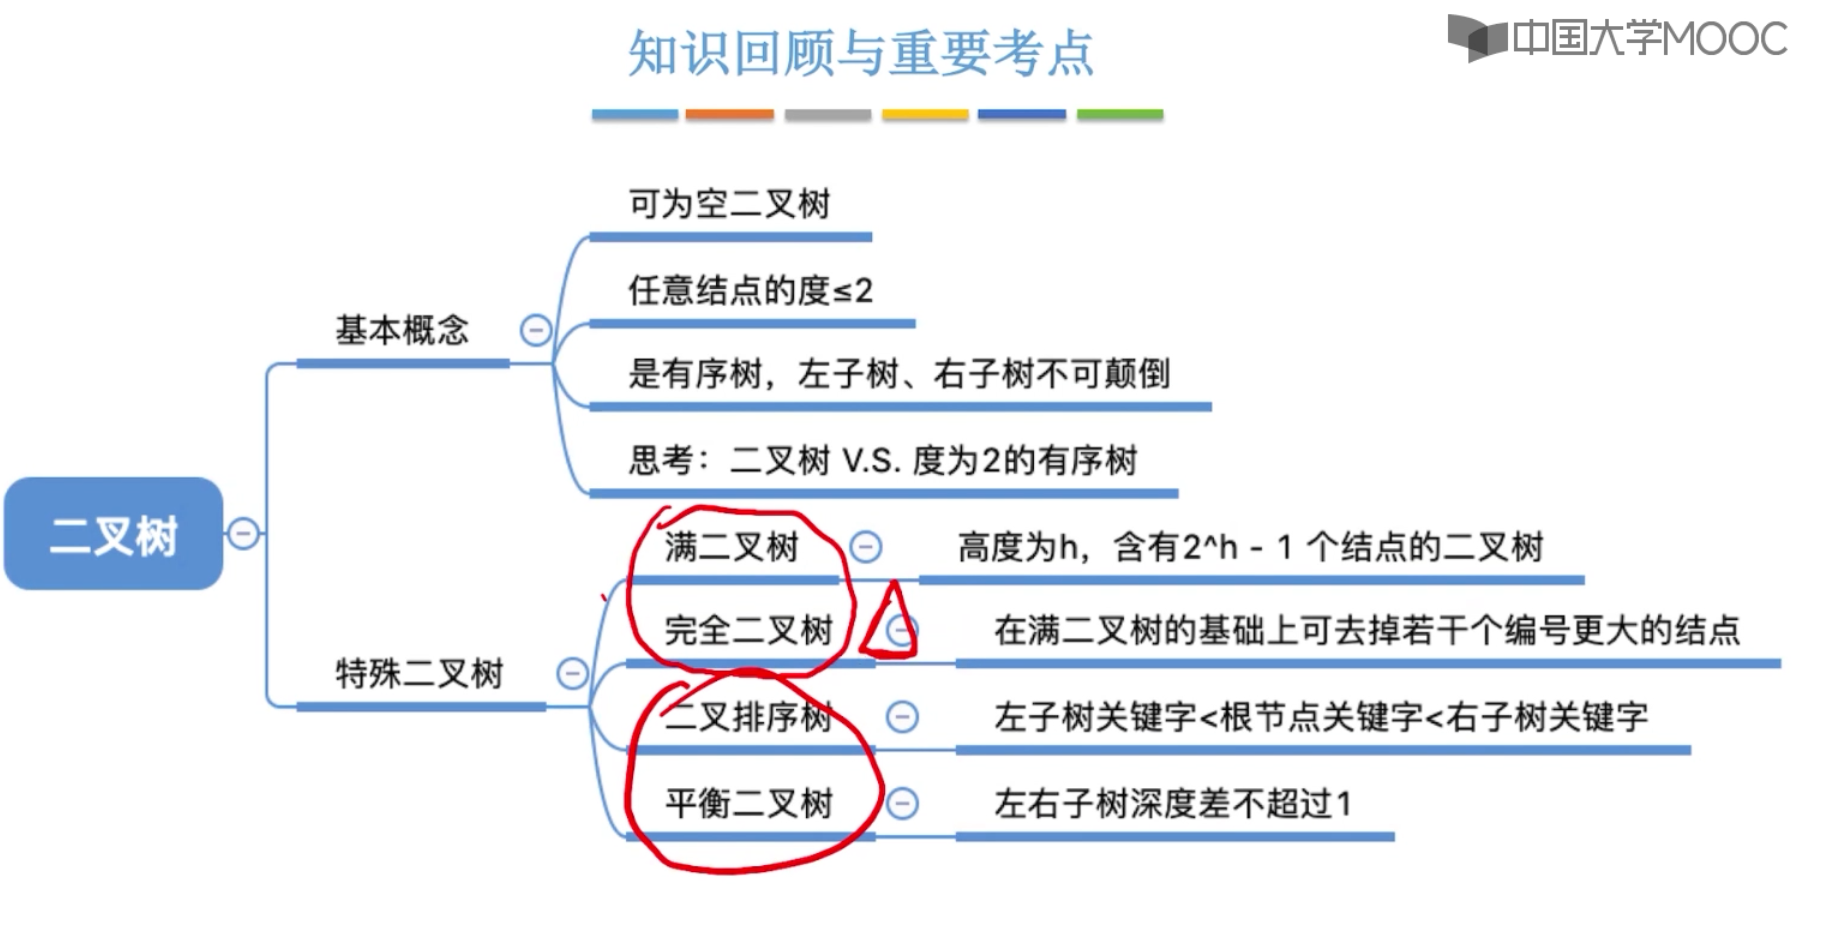 知识回顾与重要考点
中国大学MOOC
可为空二叉树
任意结点的度≤2
基本概念
是有序树，左子树、右子树不可颠倒
思考：二叉树 V.S. 度为2的有序树
二叉树
满二叉树
高度为h，含有2^h - 1 个结点的二叉树
完全二叉树
在满二叉树的基础上可去掉若干个编号更大的结点
特殊二叉树
二叉排序树
左子树关键字<根节点关键字<右子树关键字
平衡二叉树
左右子树深度差不超过1